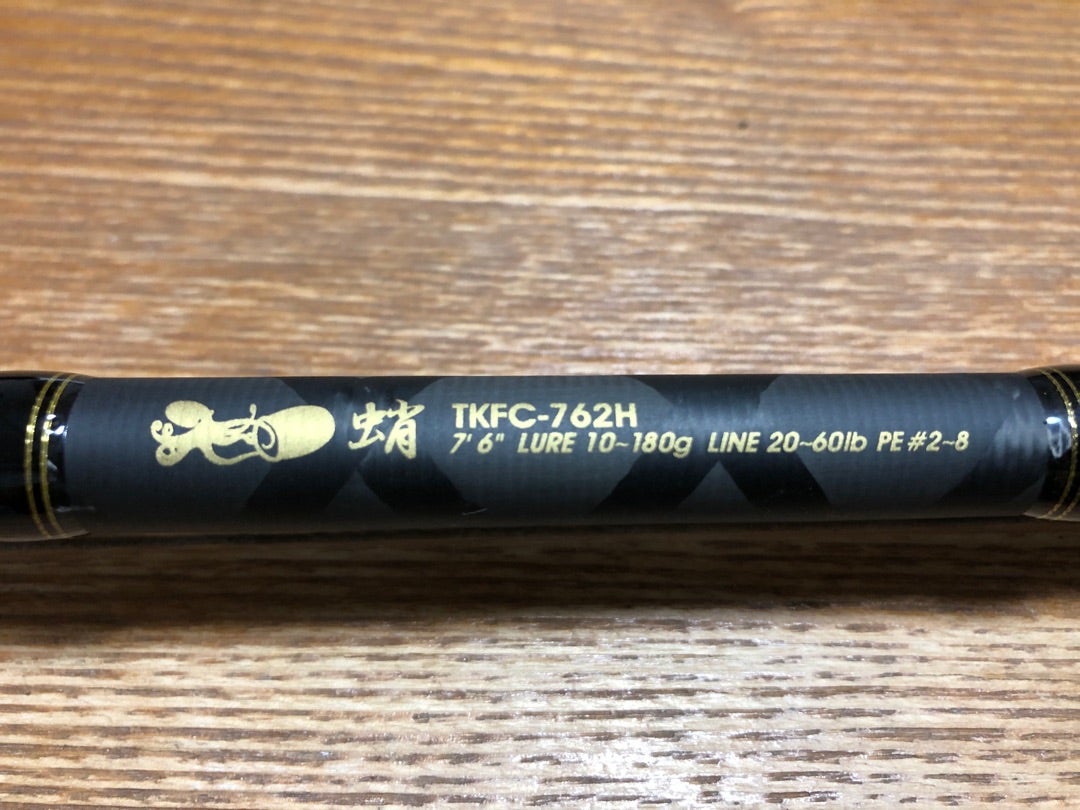 蛸 TKFC-762H
7' 6" LURE 10~180g LINE 20~60lb PE #2~8